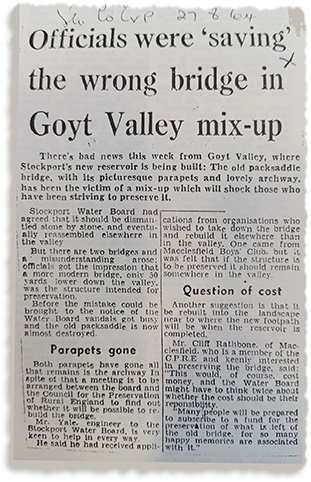 27 8 64
Officials were ‘saving’
the wrong bridge in
Goyt Valley mix-up
There's bad news this week from Goyt Valley, where
Stockport's new reservoir is being built: The old packsaddle
bridge, with its picturesque parapets and lovely archway,
has been the victim of a mix-up which will shock those who
have been striving to preserve it.
Stockport Water Board had
agreed that it should be disman-
tled stone by stone, and eventu-
ally reassembled elsewhere in
the valley
But there are two bridges and
a misunderstanding arose:
officials got the impression that
a more modern bridge, only 30
yards lower down the valley,
was the structure intended for
preservation.
Before the mistake could be
brought to the notice of the
Water Board vandals got busy
and the packsaddle is now
almost destroyed.
Parapets gone
Both parapets have gone all
that remains is the archway In
spite of that a meeting is to be
arranged between the board and
the Council for the Preservation
of Rural England to find out
whether it will be possible to re-
build the bridge.
Mr. Yale, engineer to the
Stockport Water Board, is very
keen to help in every way.
He said he had received appli-
cations from organisations who
wished to take down the bridge
and rebuild it elsewhere than
in the valley. One came from
Macclesfield Boys' Club, but it
was felt that if the structure is
to be preserved it should remain
somewhere in the valley.
Question of cost
Another suggestion is that it
be rebuilt into the landscape
near to where the new footpath
will be when the reservoir is
completed.
Mr. Cliff Rathbone, of Mac-
clesfield, who is a member of the
C.P.R.E and keenly interested
in preserving the bridge, said:
"This would, of course, cost
money, and the Water Board
might have to think twice about
whether the cost should be their
reponsibility.
"Many people will be prepared
to subscribe to a fund for the
preservation of what is left of
the old bridge, for so many
happy memories are associated
with it."